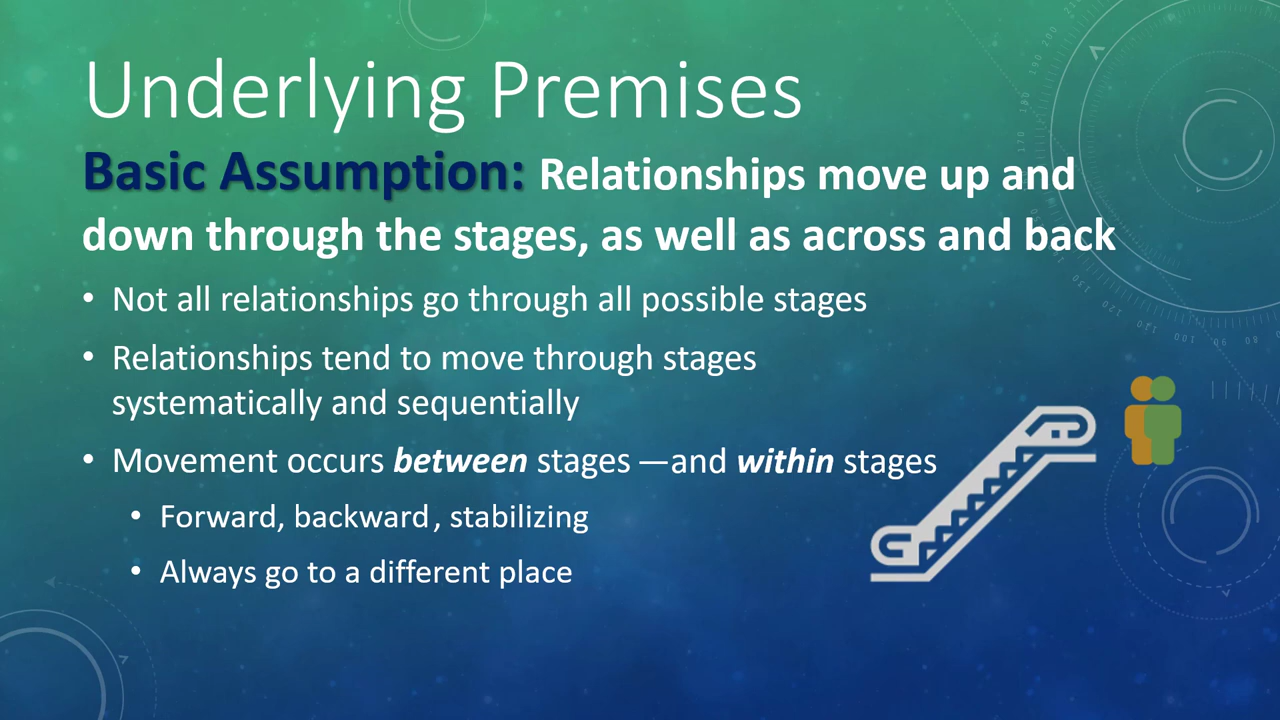 Underlying Premises
Basic Assumption: Relationships move up and
down through the stages, as well as across and back
• Not all relationships go through all possible stages
• Relationships tend to move through stages
systematically and sequentially
• Movement occurs between stages —and within stages
• Forward, backward, stabilizing
• Always go to a different place